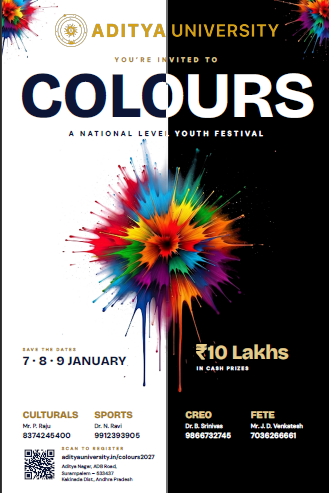 ADITYA UNIVERSITY
YOU'RE INVITED TO
COLOURS
A NATIONAL LEVEL YOUTH FESTIVAL
SAVE THE DATES
7 · 8 · 9 JANUARY
₹10 Lakhs
IN CASH PRIZES
CULTURALS
Mr. P. Raju
8374245400
SPORTS
Dr. N. Ravi
9912393905
CREO
Dr. B. Srinivas
9866732745
FETE
Mr. J. D. Venkatesh
7036266661
SCAN TO REGISTER
adityauniversity.in/colours2027
Aditya Nagar, ADB Road,
Surampalem – 533437
Kakinada Dist., Andhra Pradesh